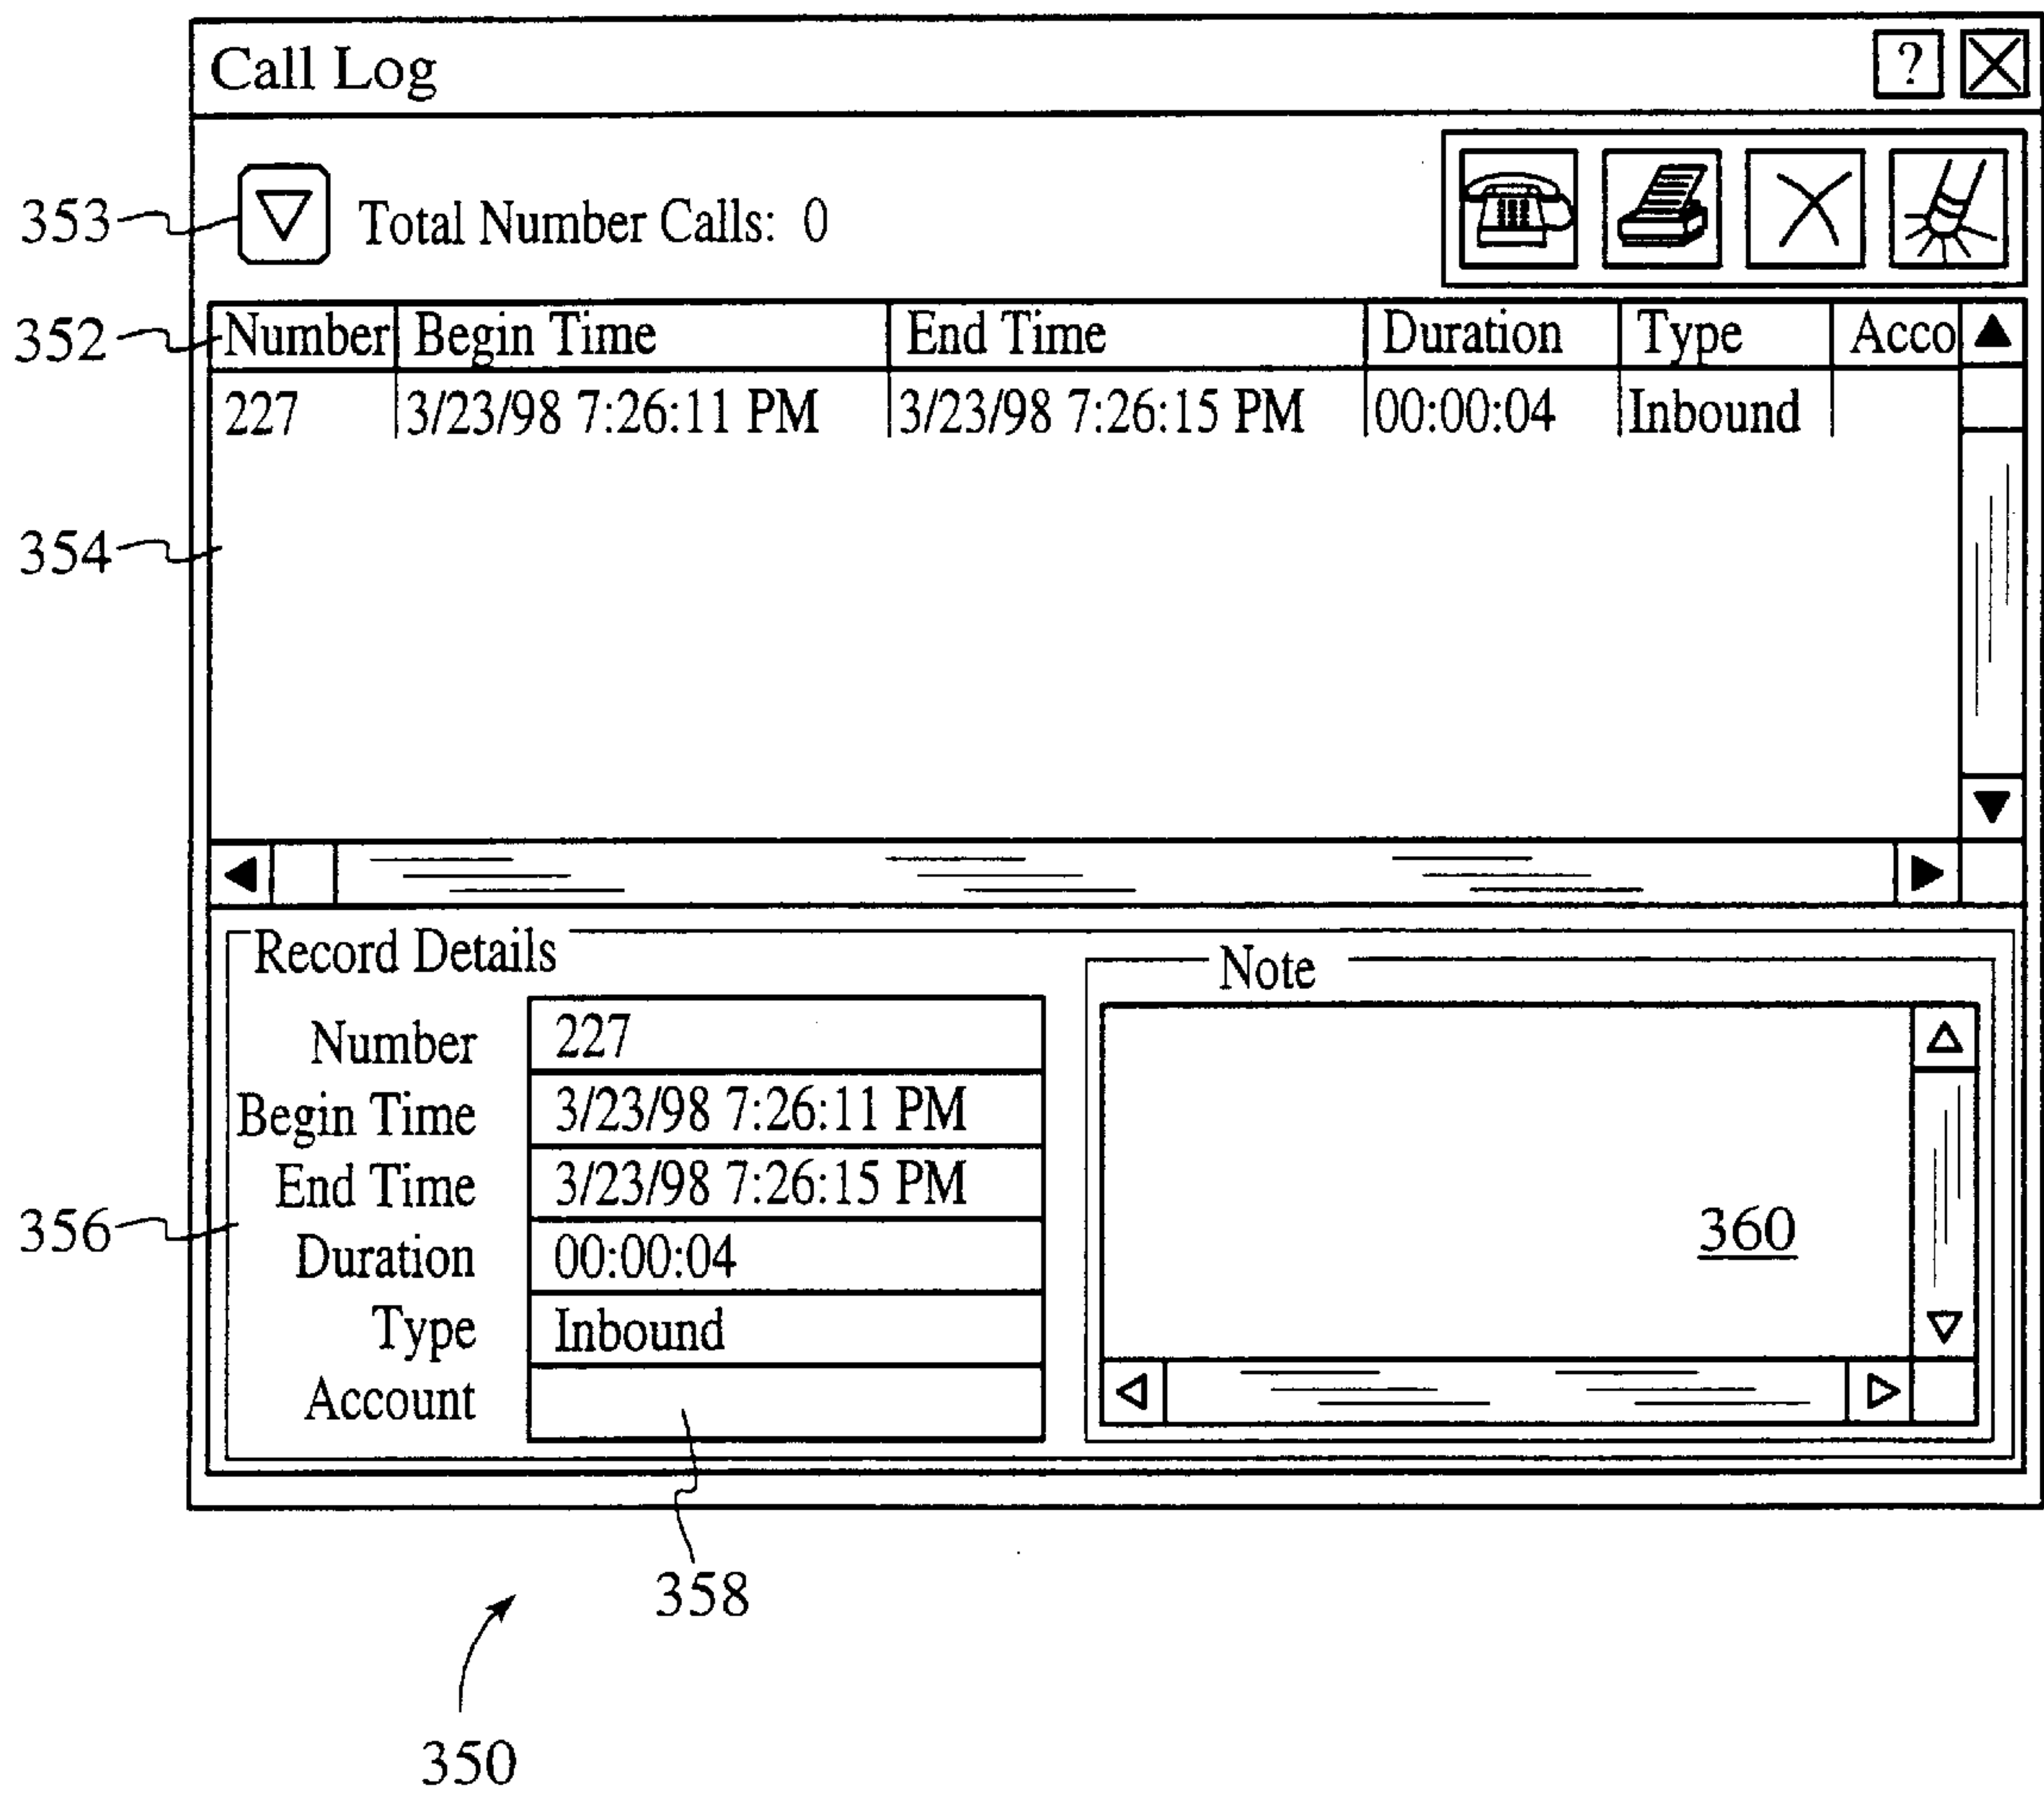 Call Log ?
353 Total Number Calls: 0
352 Number Begin Time End Time Duration Type Acco
227 3/23/98 7:26:11 PM 3/23/98 7:26:15 PM 00:00:04 Inbound
354
Record Details Note
Number 227
Begin Time 3/23/98 7:26:11 PM
End Time 3/23/98 7:26:15 PM
356 360
Duration 00:00:04
Type Inbound
Account
358
350